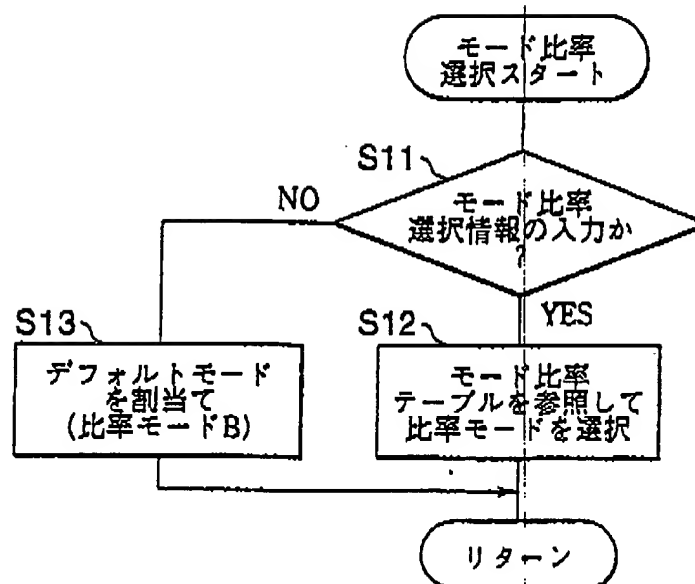 モード比率
選択スタート
S11
モード比率
選択情報の入力か
?
NO
YES
S13
デフォルトモード
を割当て
(比率モードB)
S12
モード比率
テーブルを参照して
比率モードを選択
リターン